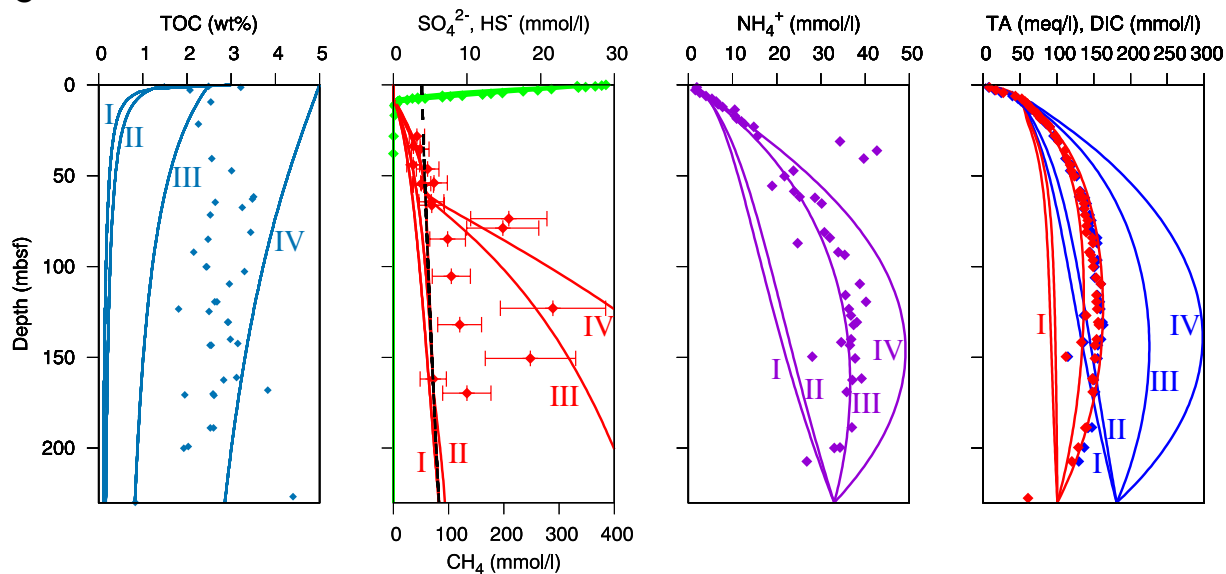 TOC (wt%)
SO₄²⁻, HS⁻ (mmol/l)
NH₄⁺ (mmol/l)
TA (meq/l), DIC (mmol/l)
0 1 2 3 4 5
0 10 20 30
0 10 20 30 40 50
0 50 100 150 200 250 300
0
50
100
150
200
Depth (mbsf)
I
II
III
IV
I
II
III
IV
I
II
III
IV
I
I
II
III
IV
0 100 200 300 400
CH₄ (mmol/l)